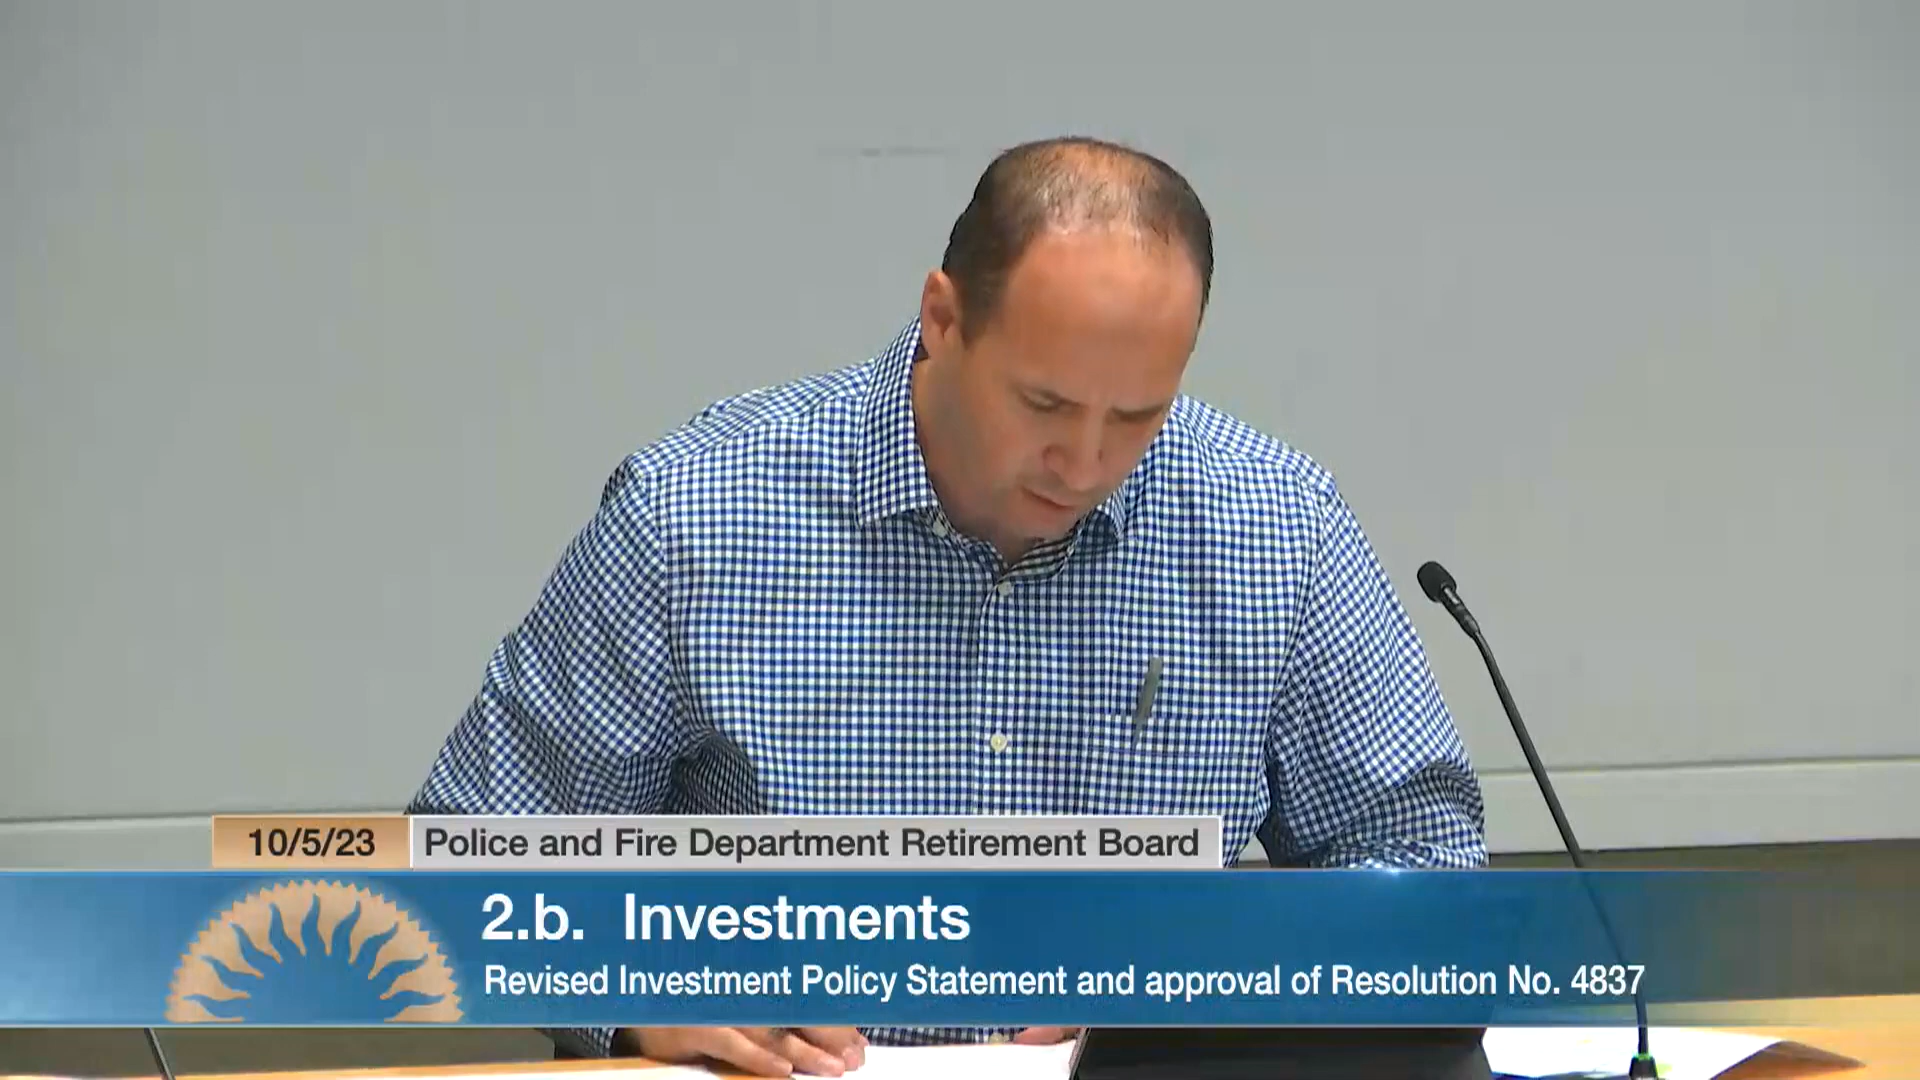 10/5/23 Police and Fire Department Retirement Board
2.b. Investments
Revised Investment Policy Statement and approval of Resolution No. 4837